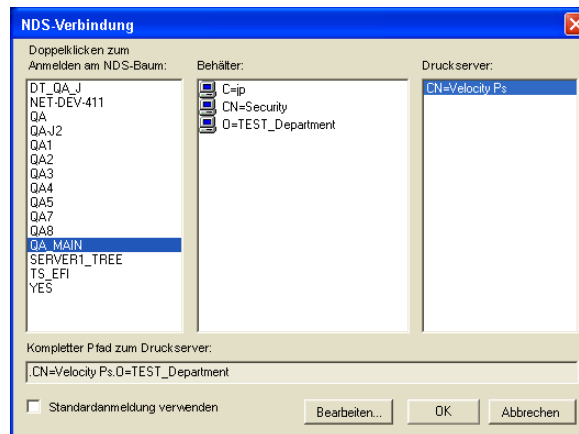 NDS-Verbindung
Doppelklicken zum
Anmelden am NDS-Baum:
Behälter:
Druckserver:
DT_QA_J
NET-DEV-411
QA
QA-J2
QA1
QA2
QA3
QA4
QA5
QA7
QA8
QA_MAIN
SERVER1_TREE
TS_EFI
YES
C=jp
CN=Security
O=TEST_Department
CN=Velocity Ps
Kompletter Pfad zum Druckserver:
.CN=Velocity Ps.O=TEST_Department
Standardanmeldung verwenden
Bearbeiten...
OK
Abbrechen